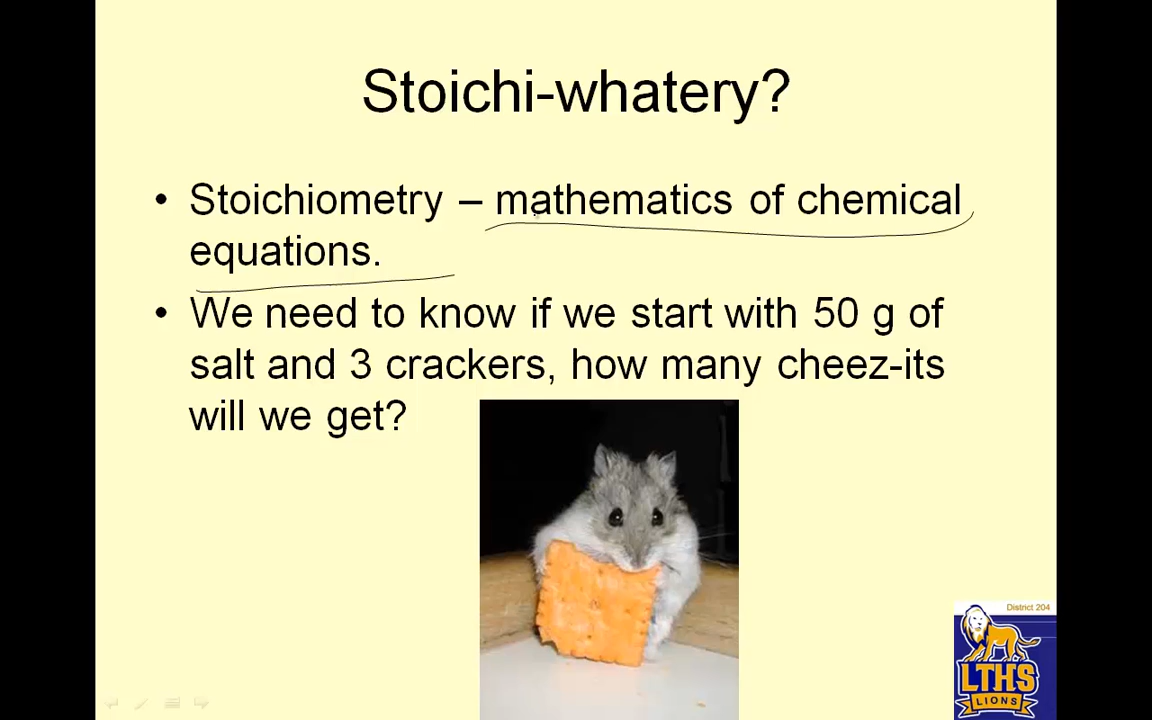 Stoichi-whatery?
• Stoichiometry – mathematics of chemical
equations.
• We need to know if we start with 50 g of
salt and 3 crackers, how many cheez-its
will we get?
District 204
LTHS
LIONS